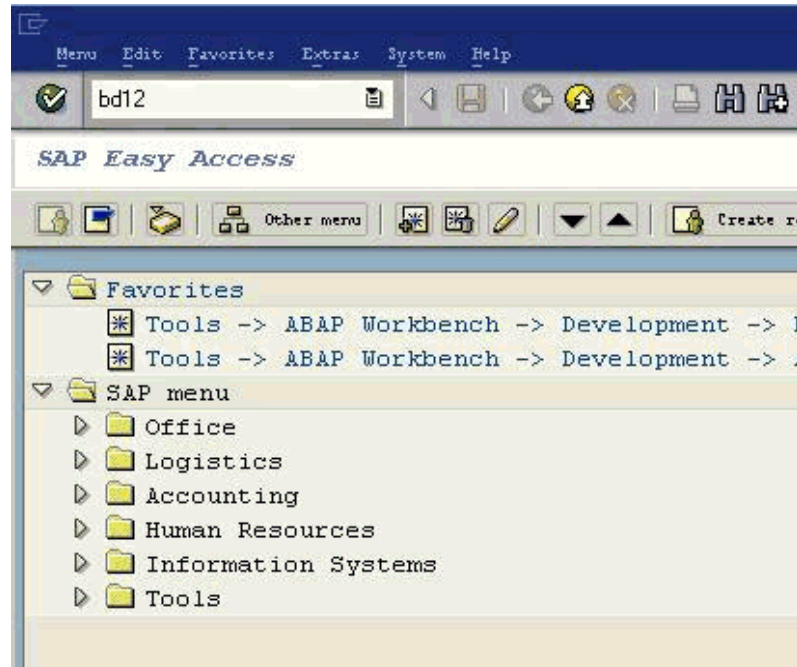 Menu Edit Favorites Extras System Help
bd12
SAP Easy Access
Other menu Create
Favorites
Tools -> ABAP Workbench -> Development ->
Tools -> ABAP Workbench -> Development ->
SAP menu
Office
Logistics
Accounting
Human Resources
Information Systems
Tools